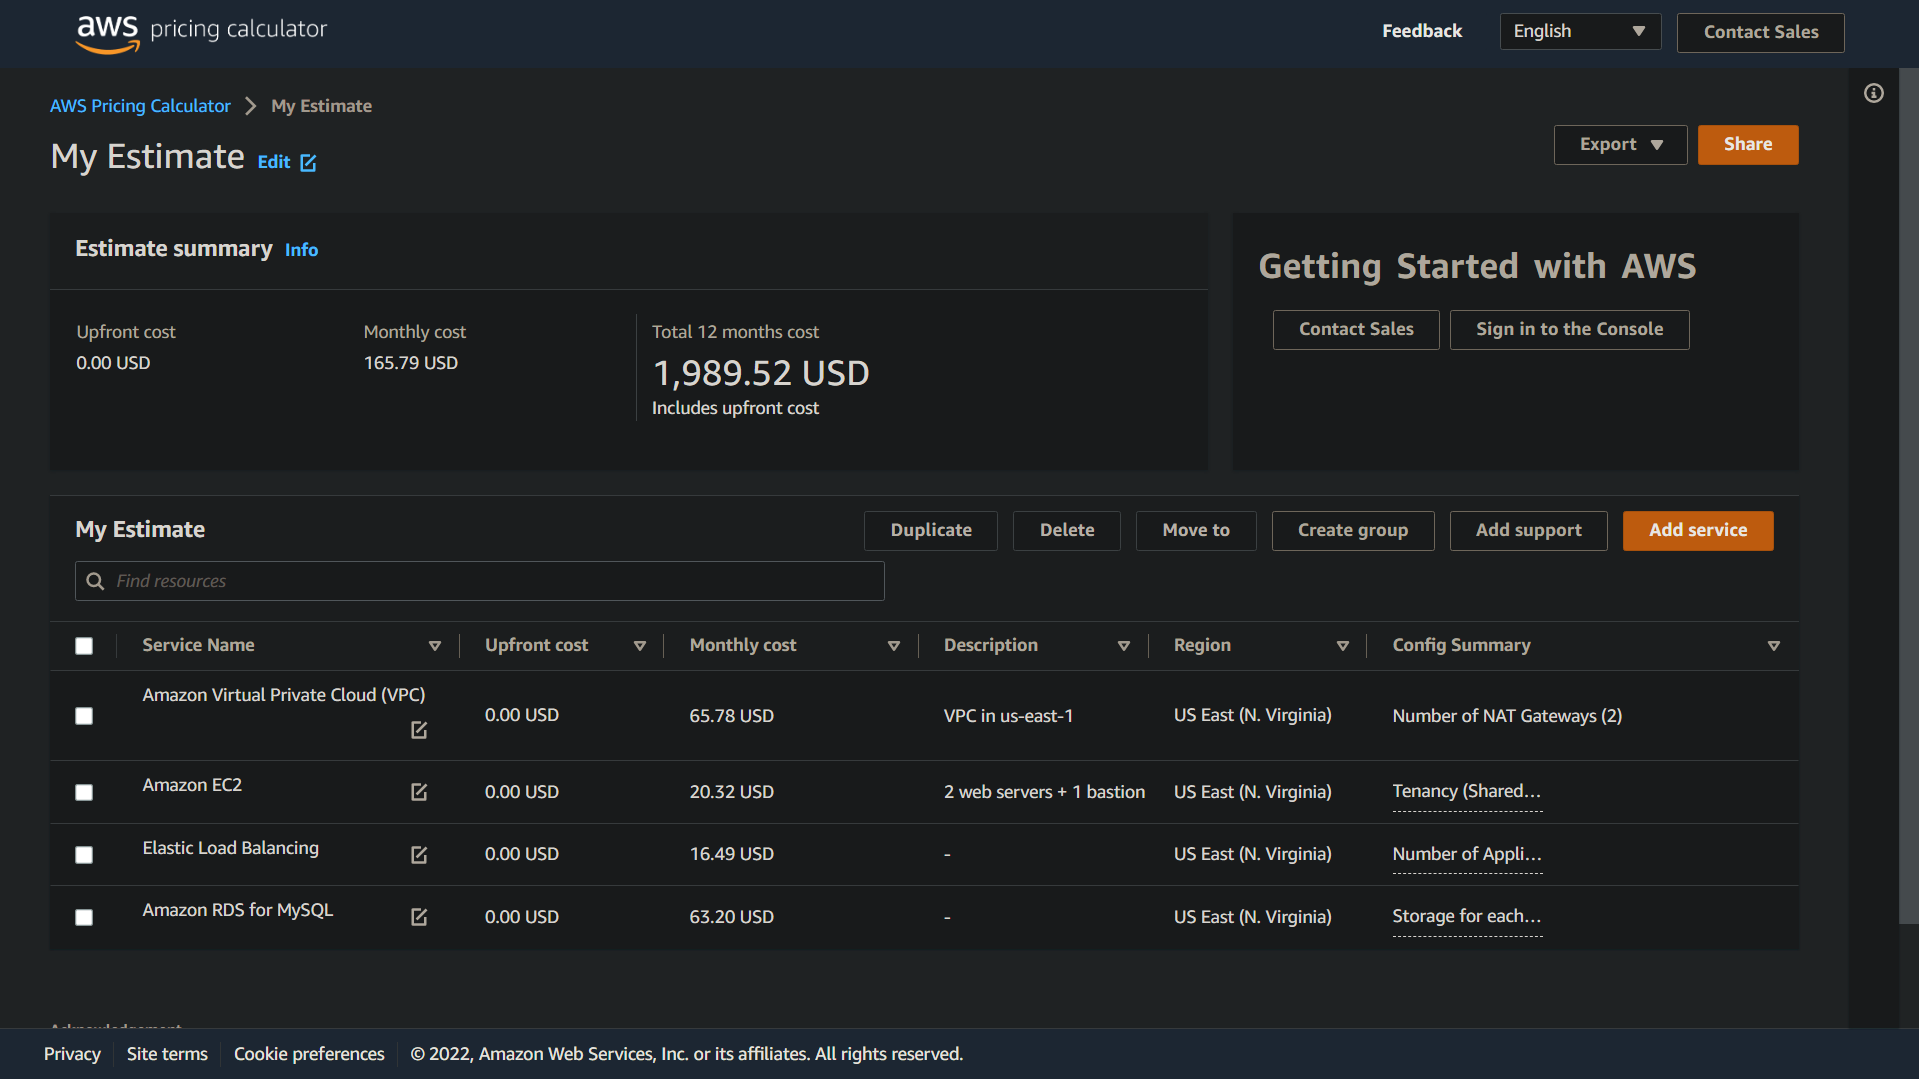 aws pricing calculator
Feedback
English
Contact Sales
AWS Pricing Calculator > My Estimate
My Estimate Edit
Export
Share
Estimate summary Info
Upfront cost
0.00 USD
Monthly cost
165.79 USD
Total 12 months cost
1,989.52 USD
Includes upfront cost
Getting Started with AWS
Contact Sales
Sign in to the Console
My Estimate
Duplicate
Delete
Move to
Create group
Add support
Add service
Find resources
Service Name Upfront cost Monthly cost Description Region Config Summary
Amazon Virtual Private Cloud (VPC) 0.00 USD 65.78 USD VPC in us-east-1 US East (N. Virginia) Number of NAT Gateways (2)
Amazon EC2 0.00 USD 20.32 USD 2 web servers + 1 bastion US East (N. Virginia) Tenancy (Shared...
Elastic Load Balancing 0.00 USD 16.49 USD - US East (N. Virginia) Number of Appli...
Amazon RDS for MySQL 0.00 USD 63.20 USD - US East (N. Virginia) Storage for each...
Privacy
Site terms
Cookie preferences
© 2022, Amazon Web Services, Inc. or its affiliates. All rights reserved.